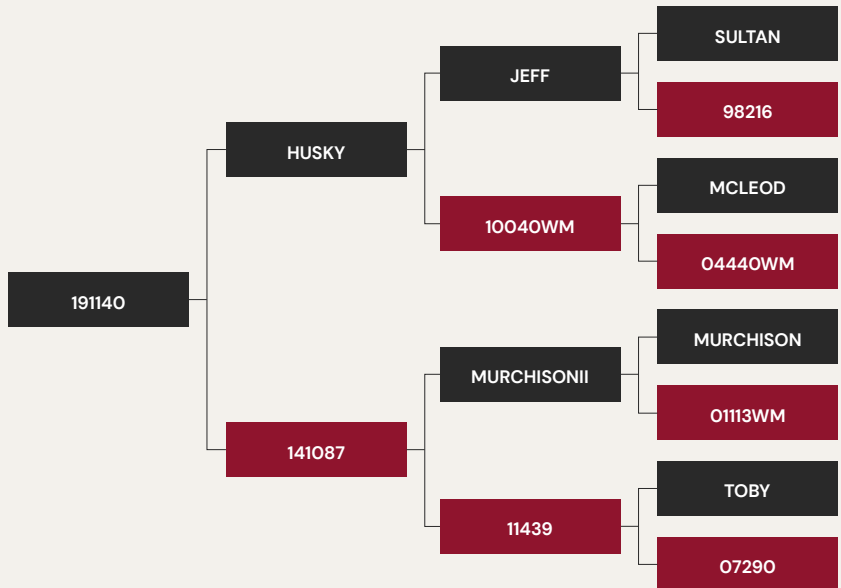 SULTAN
JEFF
98216
HUSKY
MCLEOD
10040WM
04440WM
191140
MURCHISON
MURCHISONII
01113WM
141087
TOBY
11439
07290